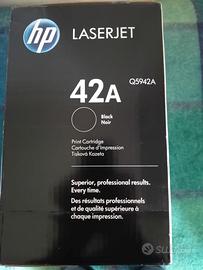 hp
LASERJET
42A
Q5942A
Black
Noir
Print Cartridge
Cartouche d'impression
Tisková Kazeta
Superior, professional results.
Every time.
Des résultats professionnels
et de qualité supérieure à
chaque impression.